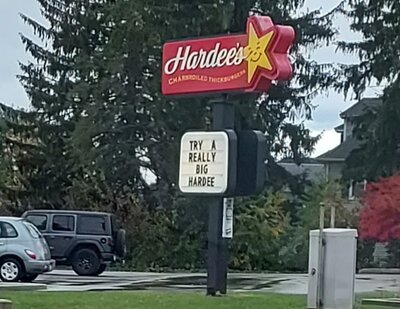 Hardee's
CHARBROILED THICKBURGERS
TRY A
REALLY
BIG
HARDEE